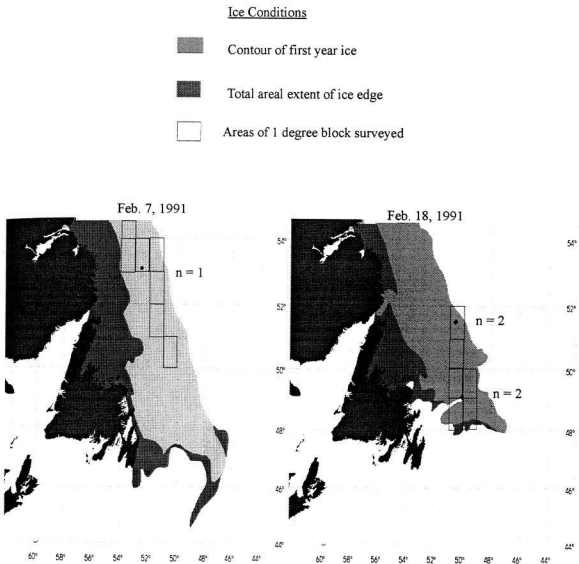 Ice Conditions
Contour of first year ice
Total areal extent of ice edge
Areas of 1 degree block surveyed
Feb. 7, 1991
Feb. 18, 1991
54°
54°
n = 1
52°
n = 2
52°
50°
50°
n = 2
48°
48°
46°
46°
44°
44°
60° 58° 56° 54° 52° 50° 48° 46° 44°
60° 58° 56° 54° 52° 50° 48° 46° 44°